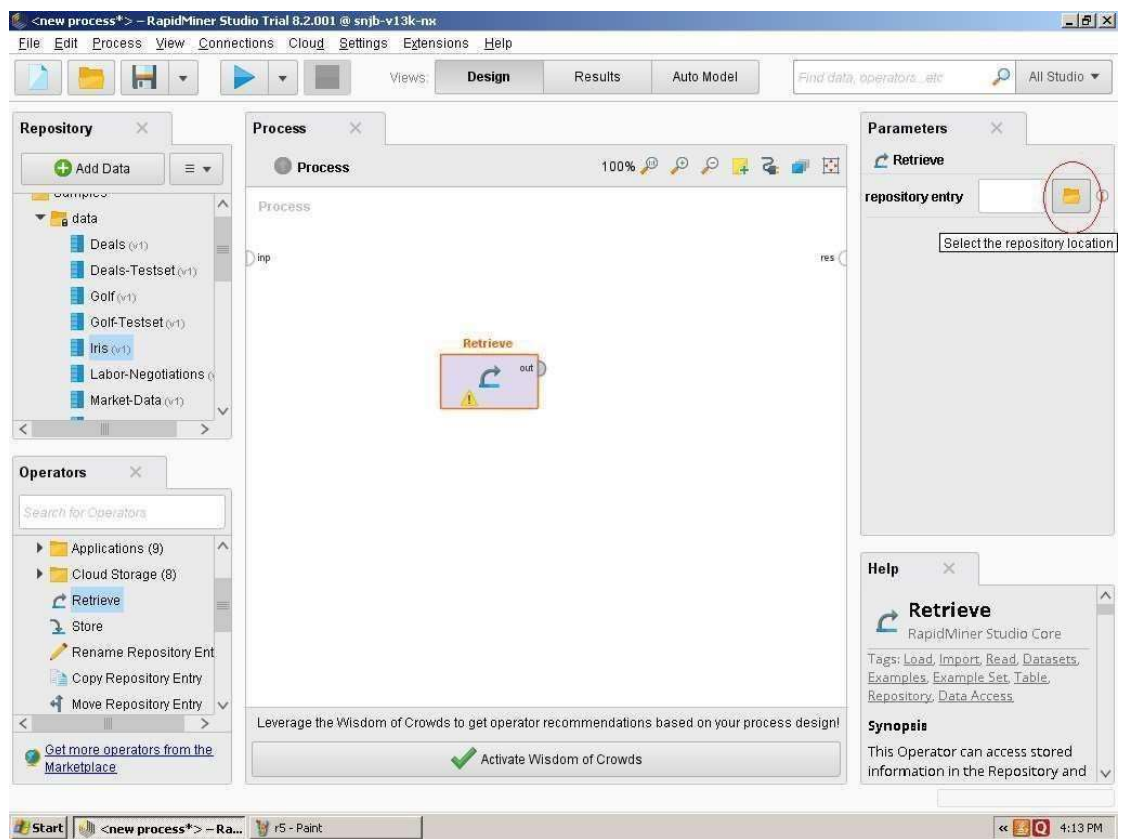 <new process*> – RapidMiner Studio Trial 8.2.001 @ snjb-v13k-nx
File Edit Process View Connections Cloud Settings Extensions Help
Views: Design Results Auto Model
Find data, operators...etc
All Studio
Repository
Add Data
Samples
data
Deals (v1)
Deals-Testset (v1)
Golf (v1)
Golf-Testset (v1)
Iris (v1)
Labor-Negotiations
Market-Data (v1)
Operators
Search for Operators
Applications (9)
Cloud Storage (8)
Retrieve
Store
Rename Repository Ent
Copy Repository Entry
Move Repository Entry
Get more operators from the
Marketplace
Process
Process
100%
Process
inp
res
Retrieve
out
Leverage the Wisdom of Crowds to get operator recommendations based on your process design!
Activate Wisdom of Crowds
Parameters
Retrieve
repository entry
Select the repository location
Help
Retrieve
RapidMiner Studio Core
Tags: Load, Import, Read, Datasets,
Examples, Example Set, Table,
Repository, Data Access
Synopsis
This Operator can access stored
information in the Repository and
Start
<new process*> – Ra...
r5 - Paint
4:13 PM